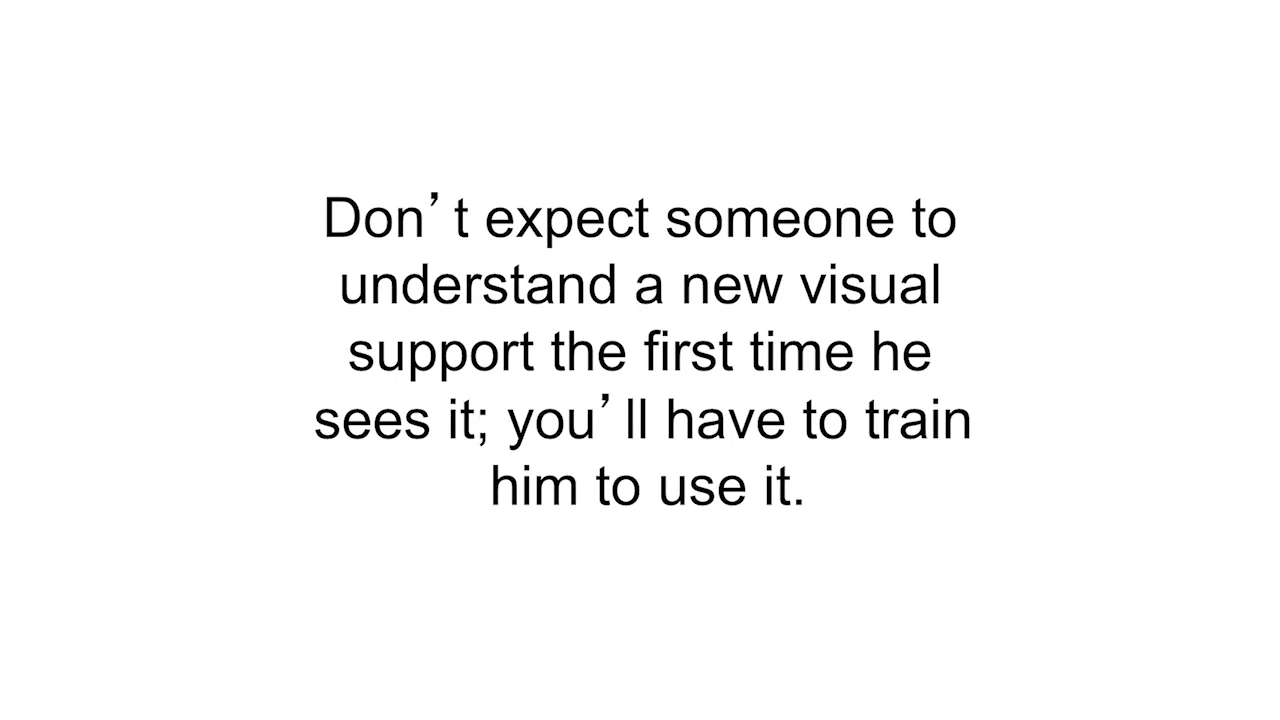 Don’t expect someone to
understand a new visual
support the first time he
sees it; you’ll have to train
him to use it.